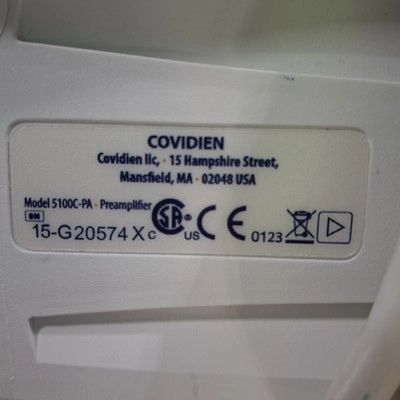 COVIDIEN
Covidien llc, · 15 Hampshire Street,
Mansfield, MA · 02048 USA
Model 5100C-PA · Preamplifier
SN
15-G20574 X
C SA ® US CE 0123